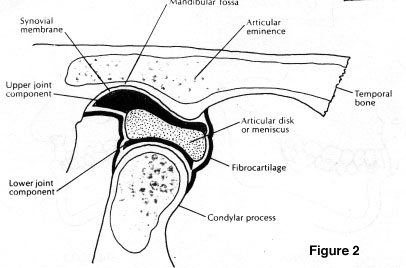 Mandibular fossa
Synovial
membrane
Articular
eminence
Upper joint
component
Temporal
bone
Articular disk
or meniscus
Fibrocartilage
Lower joint
component
Condylar process
Figure 2